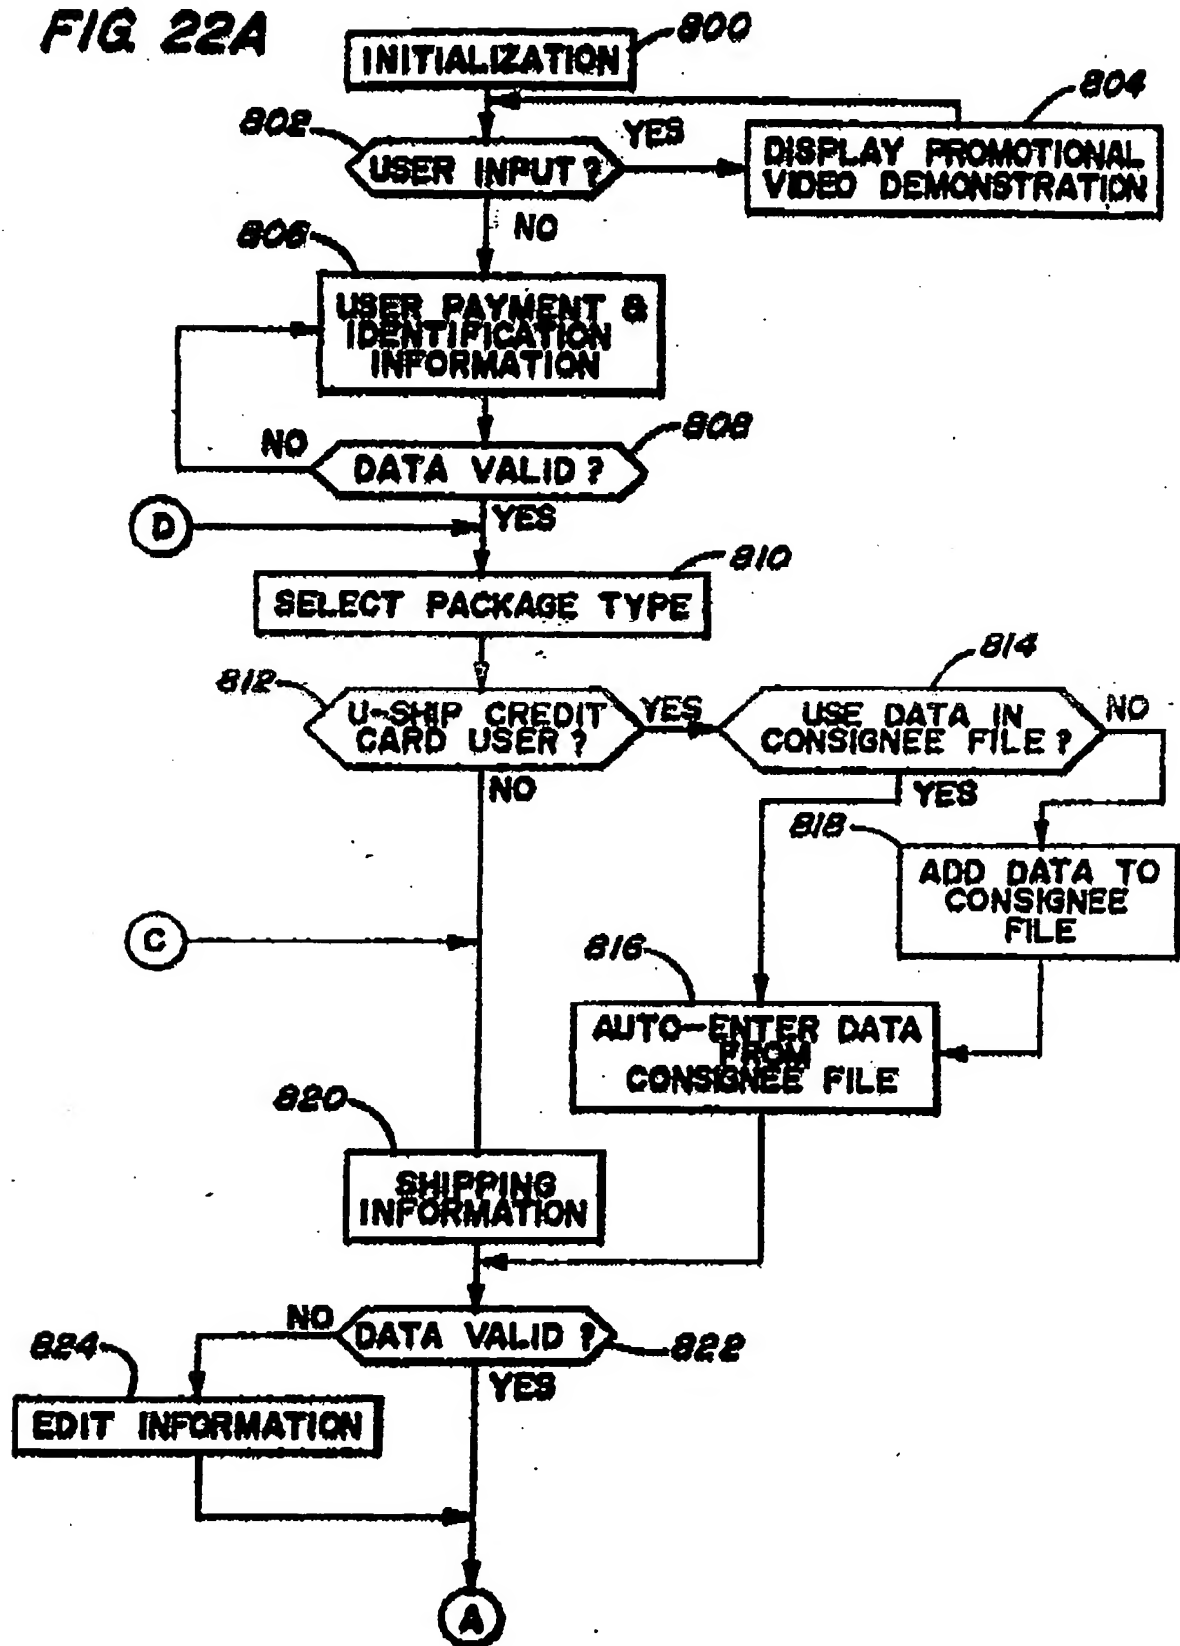 FIG. 22A
INITIALIZATION
800
804
802
USER INPUT ?
YES
DISPLAY PROMOTIONAL
VIDEO DEMONSTRATION
NO
806
USER PAYMENT &
IDENTIFICATION
INFORMATION
808
NO
DATA VALID ?
YES
D
810
SELECT PACKAGE TYPE
812
814
U-SHIP CREDIT
CARD USER ?
YES
USE DATA IN
CONSIGNEE FILE ?
NO
NO
YES
818
ADD DATA TO
CONSIGNEE
FILE
C
816
AUTO-ENTER DATA
FROM
CONSIGNEE FILE
820
SHIPPING
INFORMATION
NO
DATA VALID ?
822
824
YES
EDIT INFORMATION
A